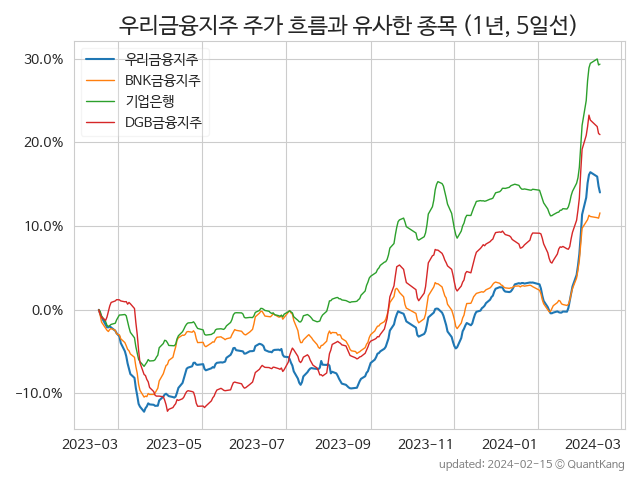 우리금융지주 주가 흐름과 유사한 종목 (1년, 5일선)
우리금융지주
BNK금융지주
기업은행
DGB금융지주
30.0%
20.0%
10.0%
0.0%
−10.0%
2023-03 2023-05 2023-07 2023-09 2023-11 2024-01 2024-03
updated: 2024-02-15 © QuantKang